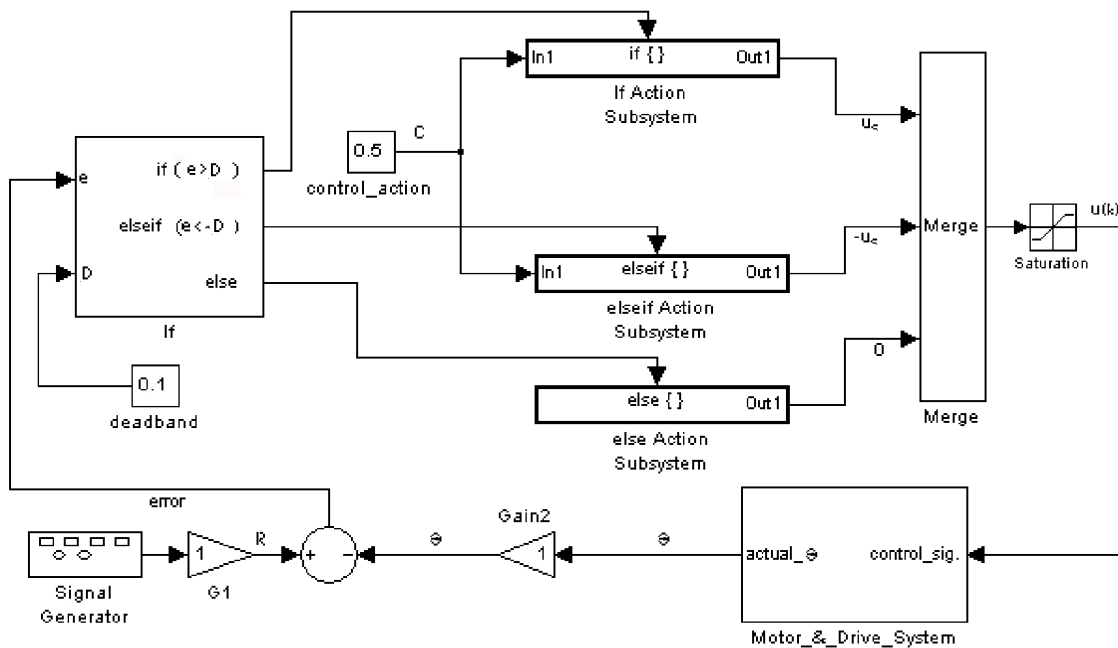 if { }
In1
Out1
If Action
Subsystem
C
0.5
control_action
u_c
e
if ( e>D )
elseif (e<-D )
D
else
If
elseif { }
In1
Out1
elseif Action
Subsystem
-u_c
Merge
Merge
u(k)
Saturation
0.1
deadband
else { }
Out1
else Action
Subsystem
0
error
Signal
Generator
1
G1
R
+
-
Θ
Gain2
1
Θ
actual_Θ
control_sig.
Motor_&_Drive_System